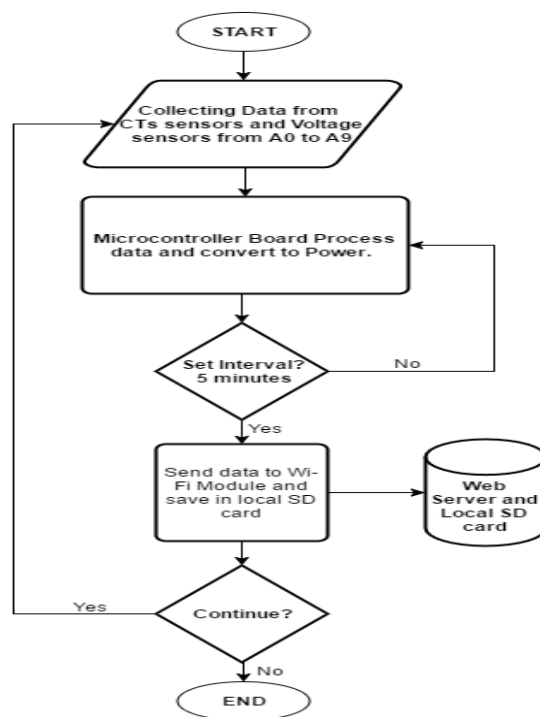 START
Collecting Data from
CTs sensors and Voltage
sensors from A0 to A9
Microcontroller Board Process
data and convert to Power.
Set Interval?
5 minutes
No
Yes
Send data to Wi-
Fi Module and
save in local SD
card
Web
Server and
Local SD
card
Continue?
Yes
No
END